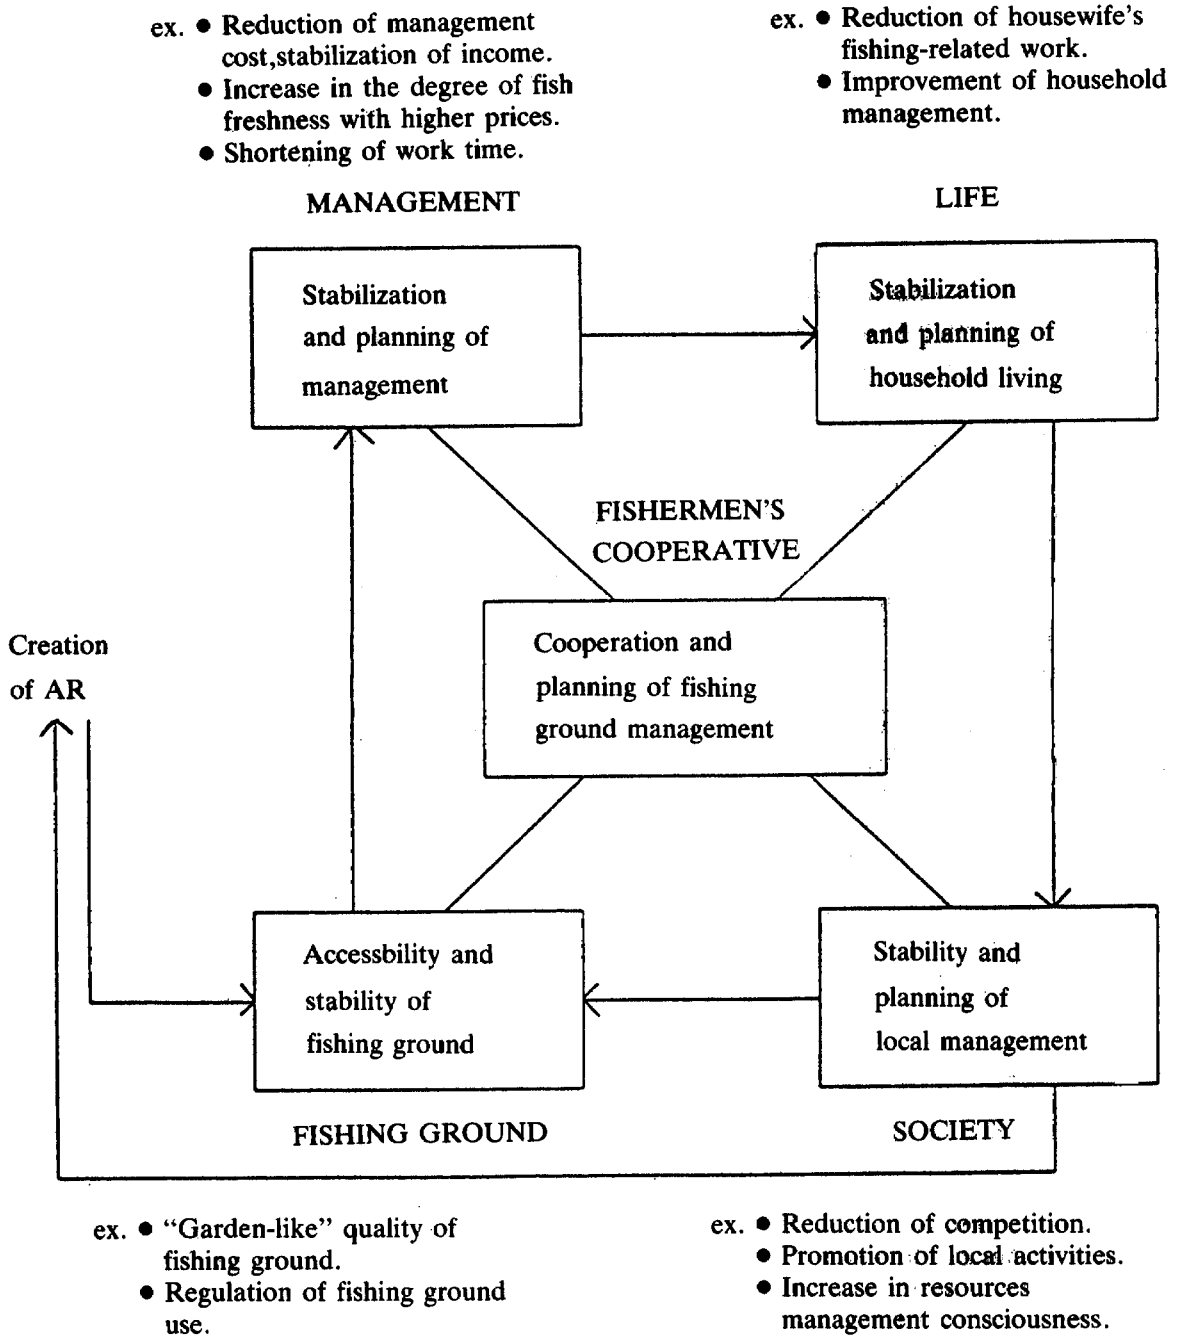 ex. ● Reduction of management
cost,stabilization of income.
● Increase in the degree of fish
freshness with higher prices.
● Shortening of work time.
ex. ● Reduction of housewife's
fishing-related work.
● Improvement of household
management.
MANAGEMENT
LIFE
Stabilization
and planning of
management
Stabilization
and planning of
household living
FISHERMEN'S
COOPERATIVE
Cooperation and
planning of fishing
ground management
Creation
of AR
Accessbility and
stability of
fishing ground
Stability and
planning of
local management
FISHING GROUND
SOCIETY
ex. ● “Garden-like” quality of
fishing ground.
● Regulation of fishing ground
use.
ex. ● Reduction of competition.
● Promotion of local activities.
● Increase in resources
management consciousness.